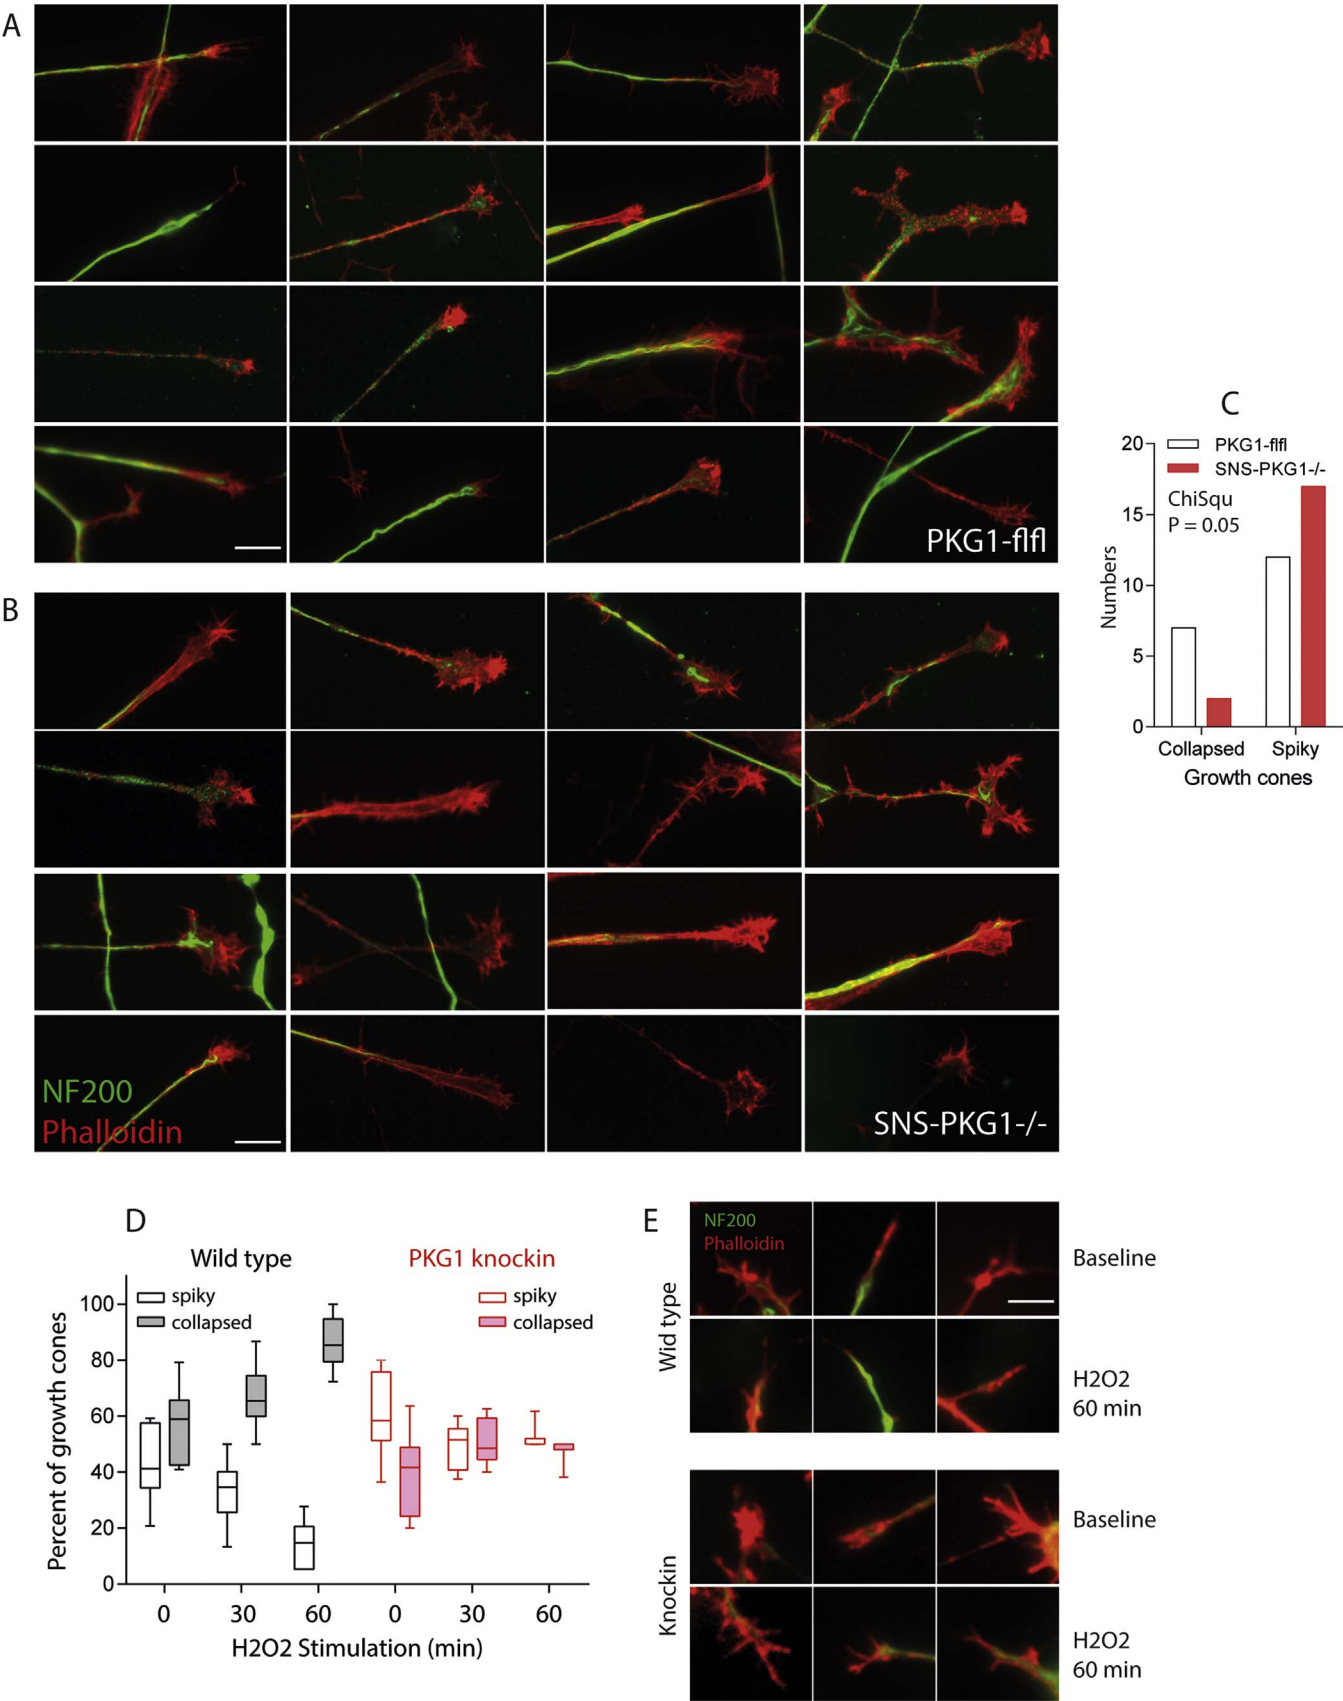 A
PKG1-flfl
B
NF200
Phalloidin
SNS-PKG1-/-
C
20
15
10
5
0
PKG1-flfl
SNS-PKG1-/-
ChiSqu
P = 0.05
Numbers
Collapsed
Spiky
Growth cones
D
Wild type
PKG1 knockin
spiky
collapsed
spiky
collapsed
Percent of growth cones
100
80
60
40
20
0
0
30
60
0
30
60
H2O2 Stimulation (min)
E
NF200
Phalloidin
Wid type
Baseline
H2O2
60 min
Knockin
Baseline
H2O2
60 min